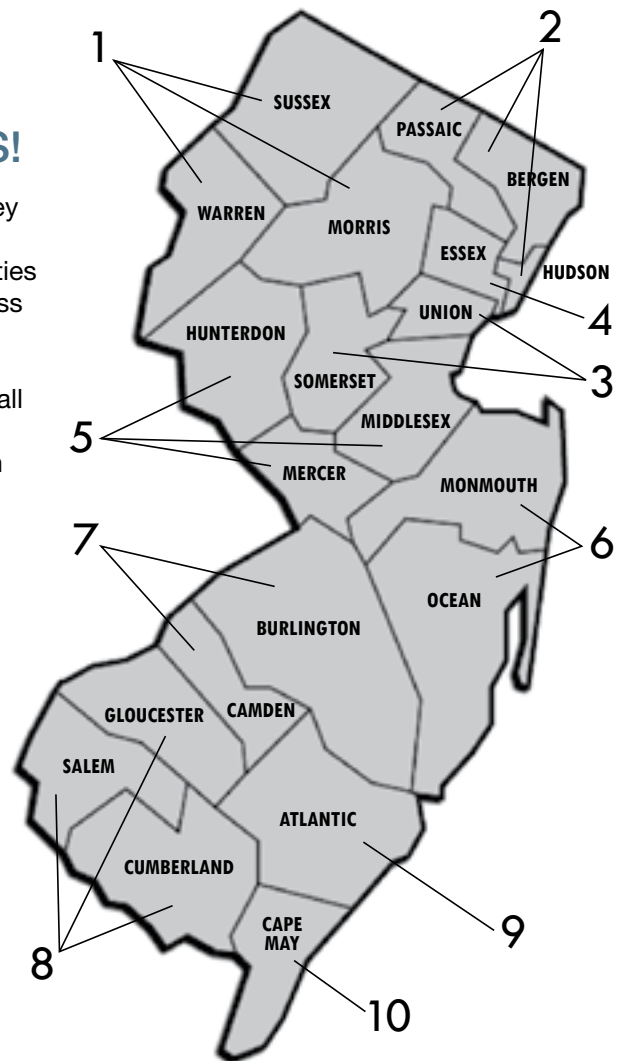 S!
ey
ties
ss
all
n
1
2
SUSSEX
PASSAIC
BERGEN
WARREN
MORRIS
ESSEX
HUDSON
4
UNION
HUNTERDON
3
SOMERSET
MIDDLESEX
5
MERCER
MONMOUTH
7
6
OCEAN
BURLINGTON
CAMDEN
GLOUCESTER
SALEM
ATLANTIC
CUMBERLAND
CAPE
MAY
9
8
10